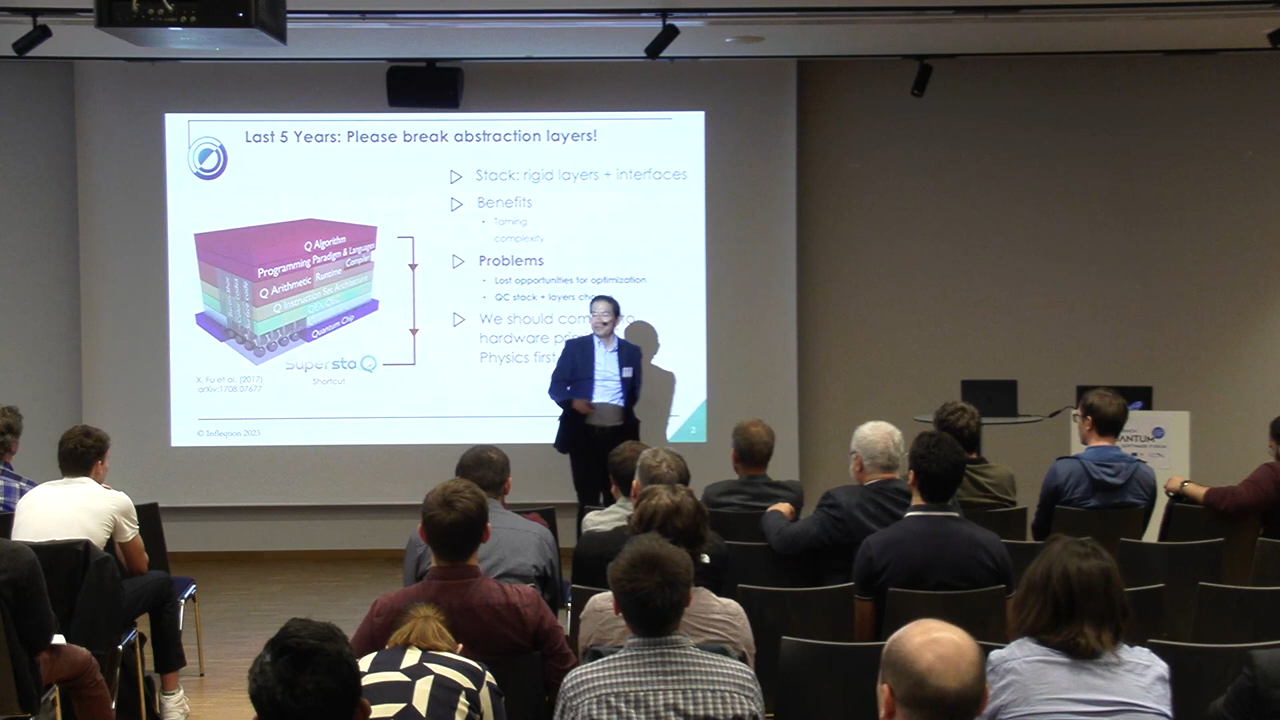 Last 5 Years: Please break abstraction layers!
Stack: rigid layers + interfaces
Benefits
Taming
complexity
Problems
Lost opportunities for optimization
QC stack + layers
We should
hardware
Physics first
Q Algorithm
Programming Paradigm & Languages
Q Arithmetic Runtime Compiler
Q Instruction Set Architecture
Quantum Chip
SuperstaQ
Shortcut
X. Fu et al. (2017)
arXiv:1708.07677
© Infleqtion 2023
2